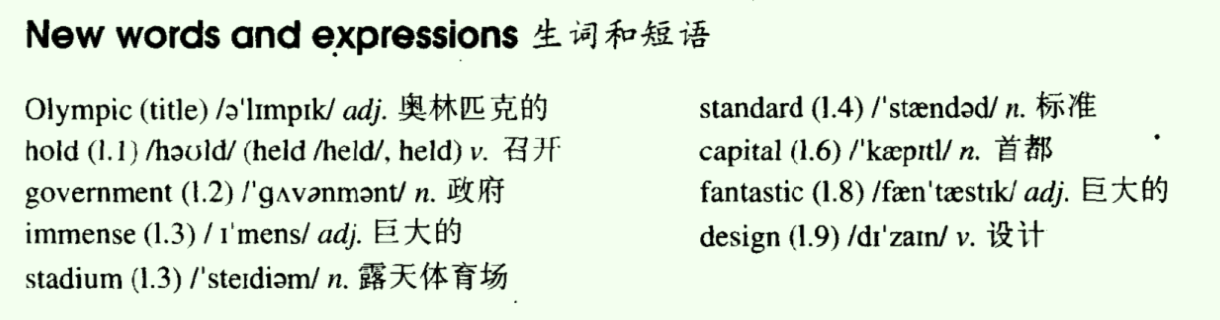 New words and expressions 生词和短语
Olympic (title) /ə'lɪmpɪk/ adj. 奥林匹克的
hold (l.1) /həʊld/ (held /held/, held) v. 召开
government (l.2) /'gʌvənmənt/ n. 政府
immense (l.3) / ɪ'mens/ adj. 巨大的
stadium (l.3) /'steɪdiəm/ n. 露天体育场
standard (l.4) /'stændəd/ n. 标准
capital (l.6) /'kæpɪtl/ n. 首都
fantastic (l.8) /fæn'tæstɪk/ adj. 巨大的
design (l.9) /dɪ'zaɪn/ v. 设计